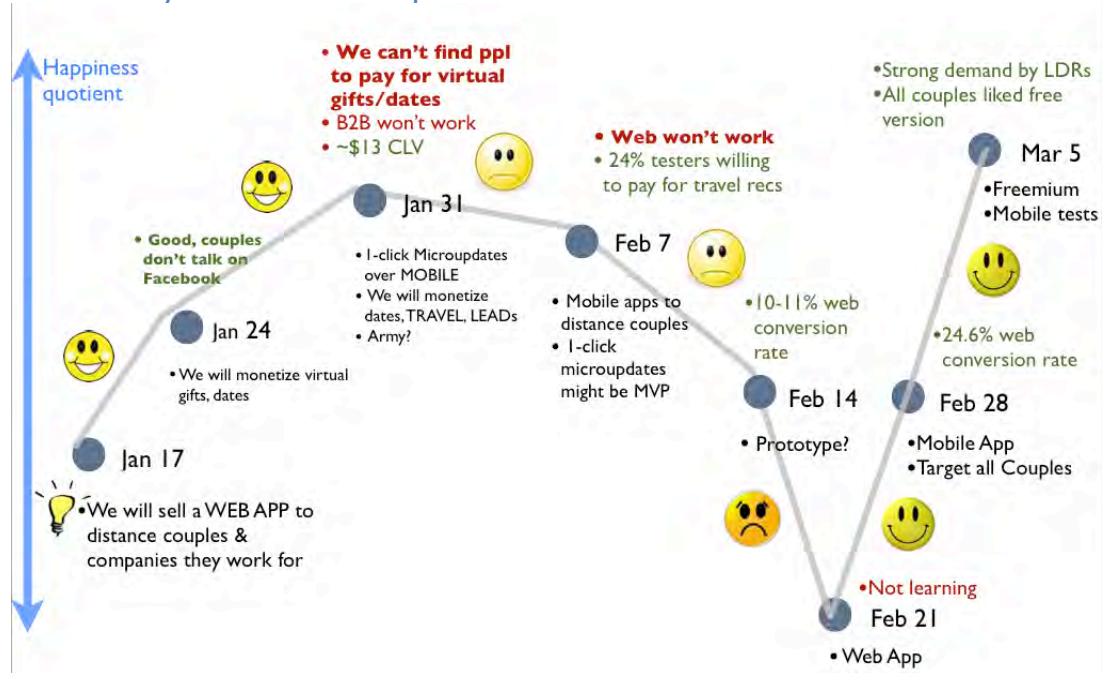 Happiness
quotient
• We can't find ppl
to pay for virtual
gifts/dates
• B2B won't work
• ~$13 CLV
Jan 31
• 1-click Microupdates
over MOBILE
• We will monetize
dates, TRAVEL, LEADs
• Army?
• Good, couples
don't talk on
Facebook
Jan 24
• We will monetize virtual
gifts, dates
Jan 17
• We will sell a WEB APP to
distance couples &
companies they work for
• Web won't work
• 24% testers willing
to pay for travel recs
Feb 7
• Mobile apps to
distance couples
• 1-click
microupdates
might be MVP
• 10-11% web
conversion
rate
Feb 14
• Prototype?
• Not learning
Feb 21
• Web App
• 24.6% web
conversion rate
Feb 28
• Mobile App
• Target all Couples
• Strong demand by LDRs
• All couples liked free
version
Mar 5
• Freemium
• Mobile tests